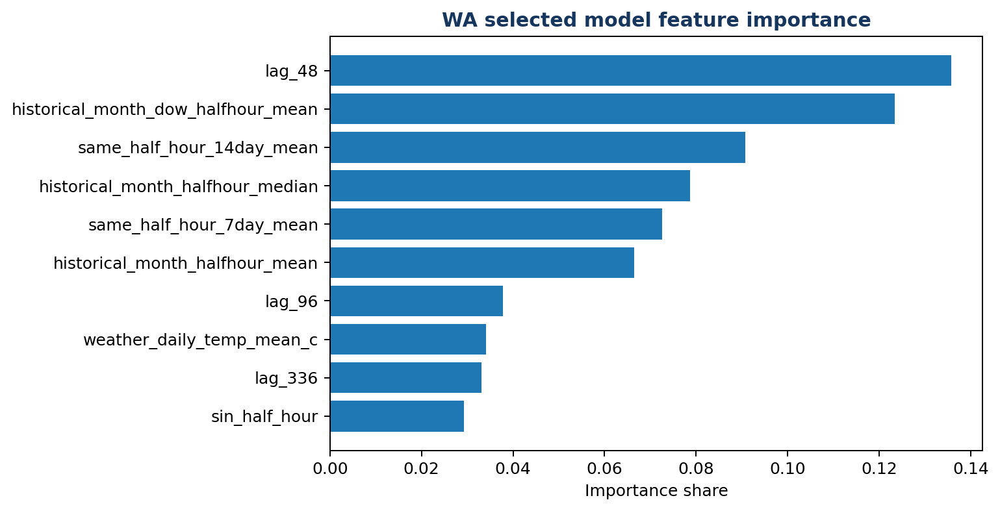 WA selected model feature importance
lag_48
historical_month_dow_halfhour_mean
same_half_hour_14day_mean
historical_month_halfhour_median
same_half_hour_7day_mean
historical_month_halfhour_mean
lag_96
weather_daily_temp_mean_c
lag_336
sin_half_hour
0.00 0.02 0.04 0.06 0.08 0.10 0.12 0.14
Importance share